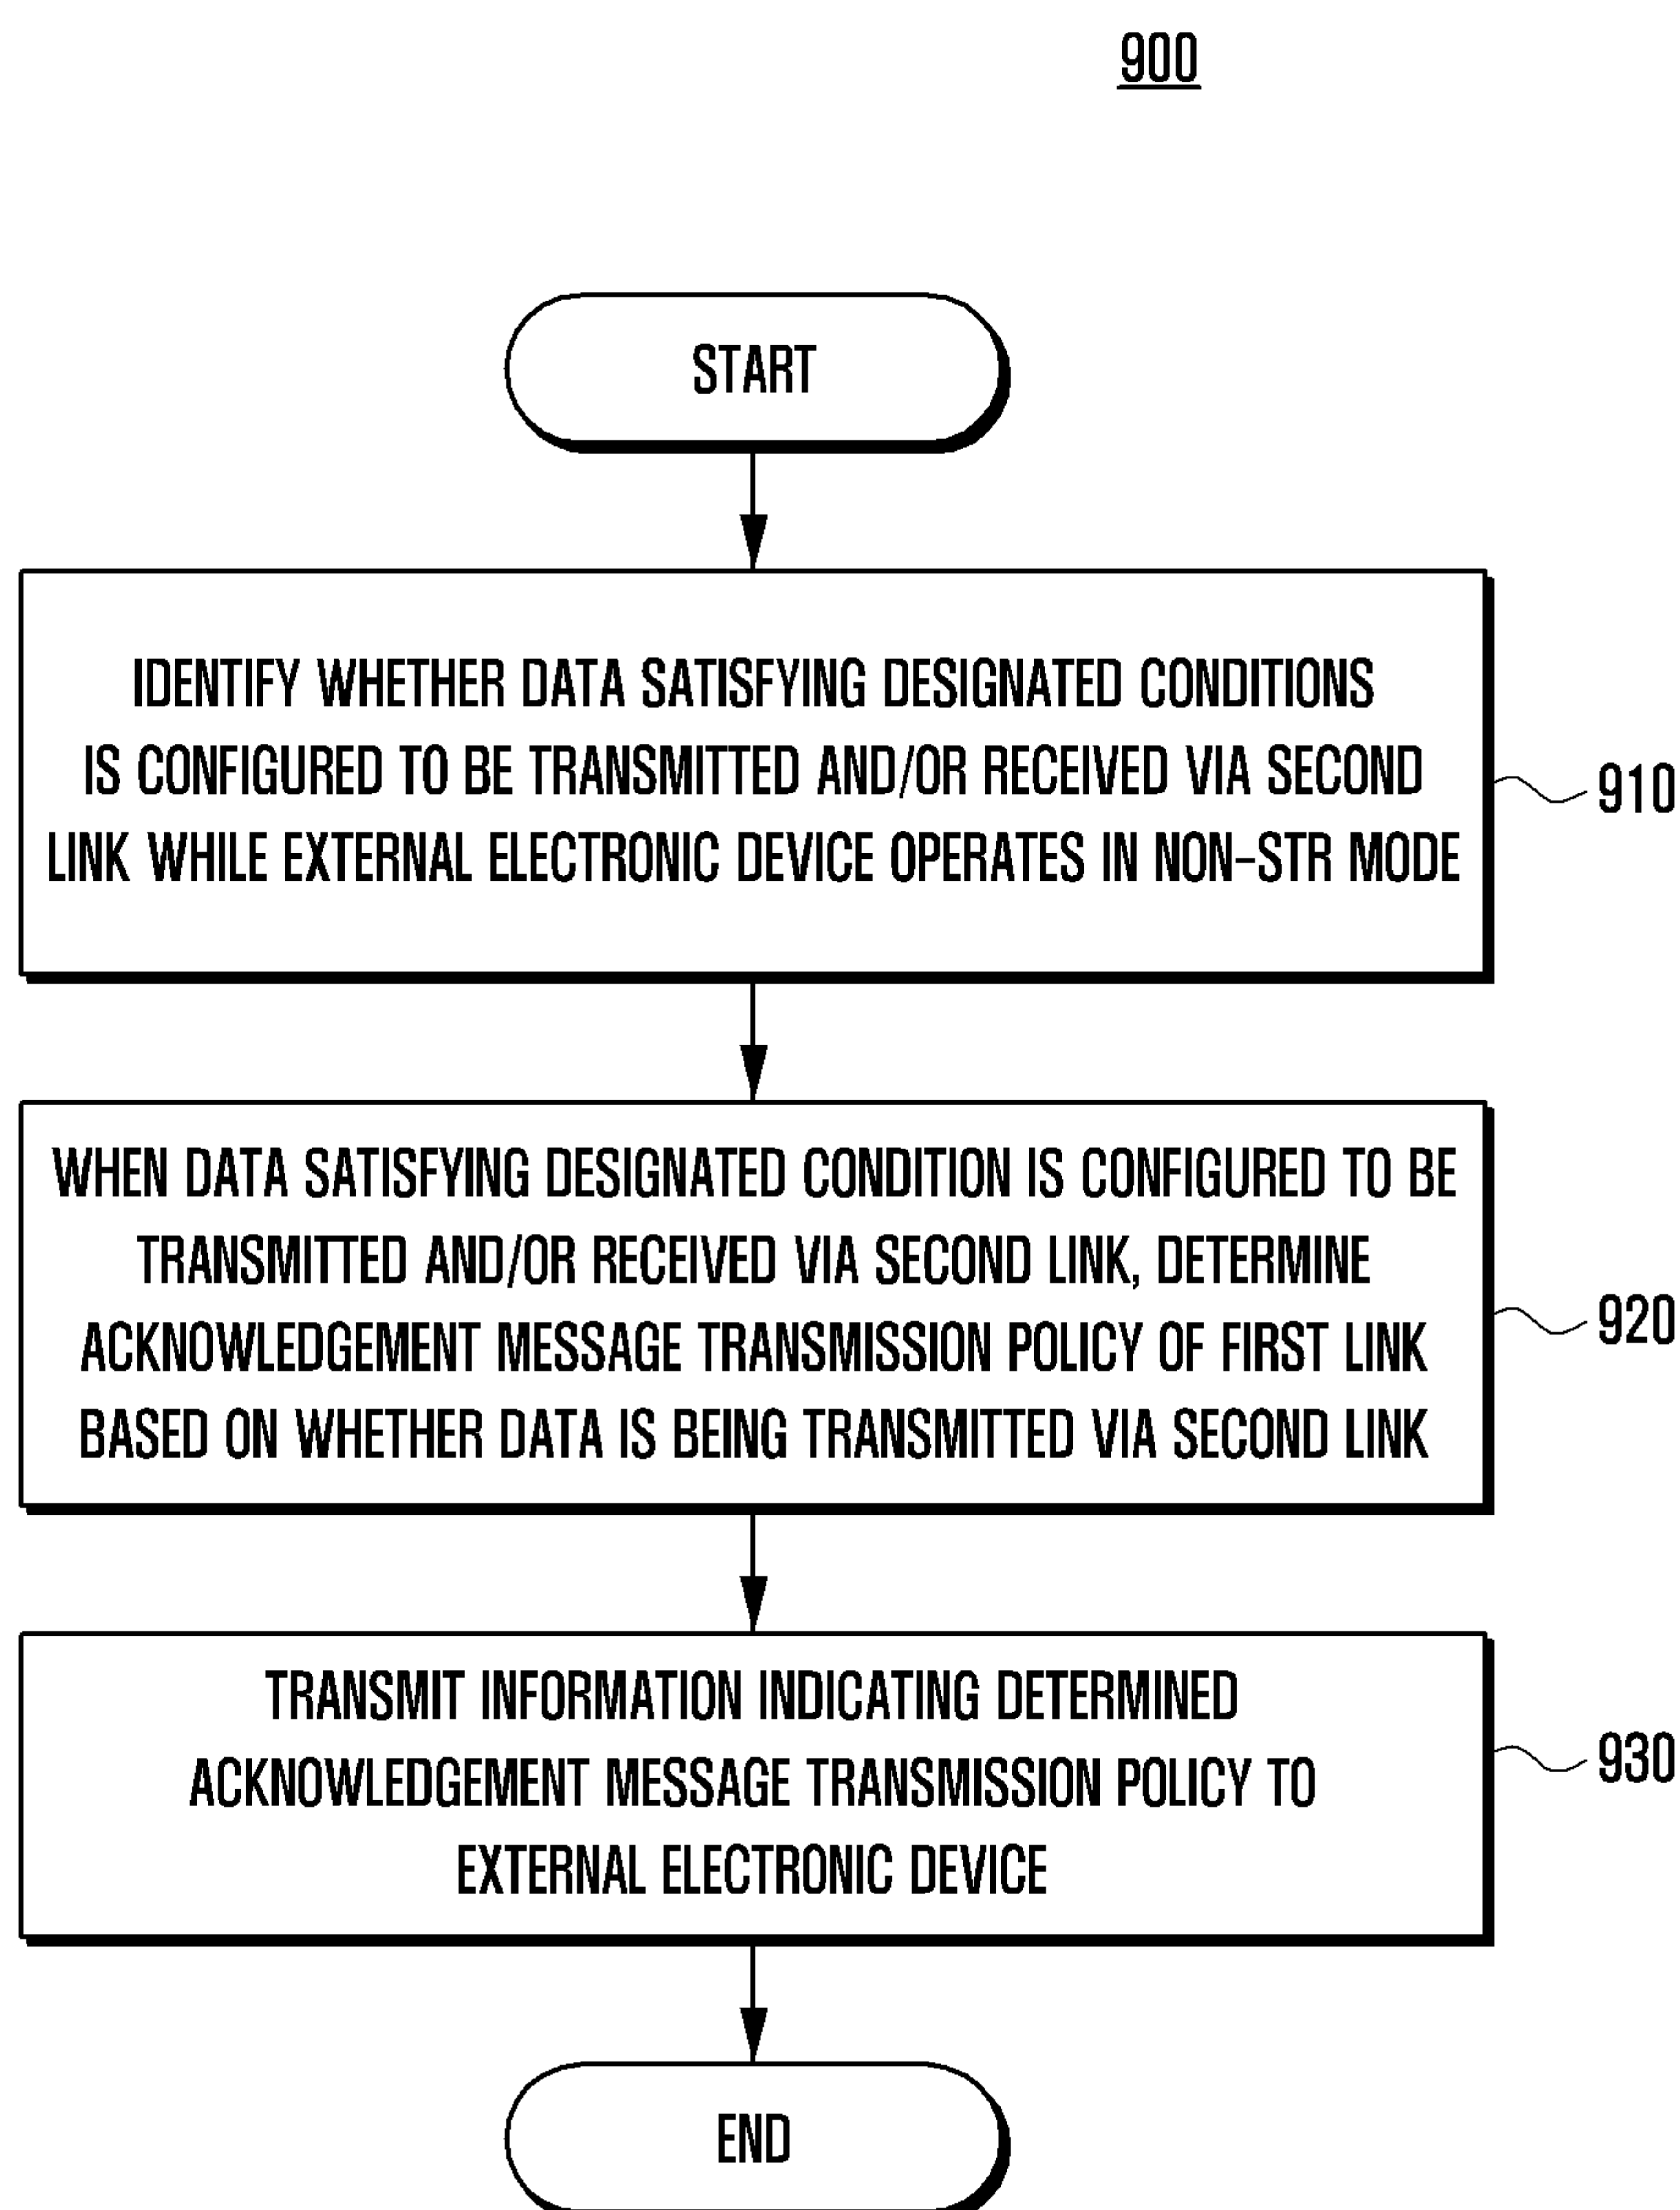 900
START
IDENTIFY WHETHER DATA SATISFYING DESIGNATED CONDITIONS
IS CONFIGURED TO BE TRANSMITTED AND/OR RECEIVED VIA SECOND
LINK WHILE EXTERNAL ELECTRONIC DEVICE OPERATES IN NON-STR MODE
910
WHEN DATA SATISFYING DESIGNATED CONDITION IS CONFIGURED TO BE
TRANSMITTED AND/OR RECEIVED VIA SECOND LINK, DETERMINE
ACKNOWLEDGEMENT MESSAGE TRANSMISSION POLICY OF FIRST LINK
BASED ON WHETHER DATA IS BEING TRANSMITTED VIA SECOND LINK
920
TRANSMIT INFORMATION INDICATING DETERMINED
ACKNOWLEDGEMENT MESSAGE TRANSMISSION POLICY TO
EXTERNAL ELECTRONIC DEVICE
930
END